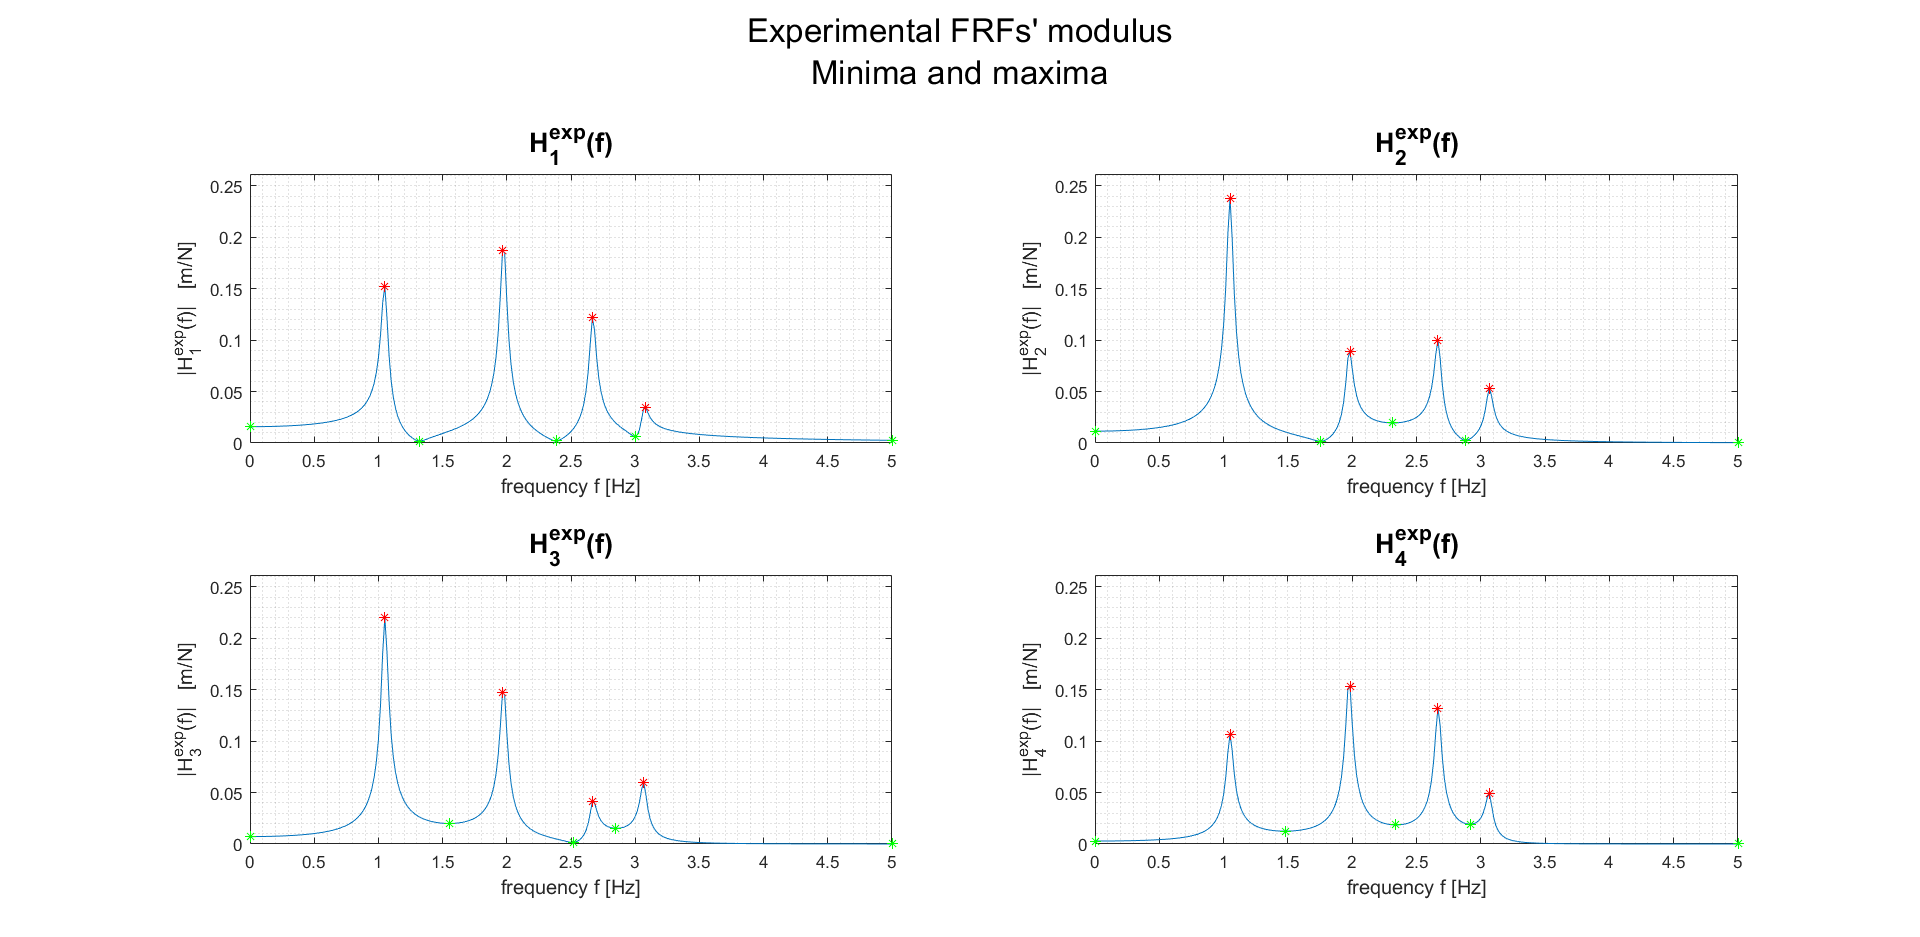 Experimental FRFs' modulus
Minima and maxima
H₁ᵉˣᵖ(f)
|H₁ᵉˣᵖ(f)| [m/N]
0.25
0.2
0.15
0.1
0.05
0
0 0.5 1 1.5 2 2.5 3 3.5 4 4.5 5
frequency f [Hz]
H₂ᵉˣᵖ(f)
|H₂ᵉˣᵖ(f)| [m/N]
0.25
0.2
0.15
0.1
0.05
0
0 0.5 1 1.5 2 2.5 3 3.5 4 4.5 5
frequency f [Hz]
H₃ᵉˣᵖ(f)
|H₃ᵉˣᵖ(f)| [m/N]
0.25
0.2
0.15
0.1
0.05
0
0 0.5 1 1.5 2 2.5 3 3.5 4 4.5 5
frequency f [Hz]
H₄ᵉˣᵖ(f)
|H₄ᵉˣᵖ(f)| [m/N]
0.25
0.2
0.15
0.1
0.05
0
0 0.5 1 1.5 2 2.5 3 3.5 4 4.5 5
frequency f [Hz]